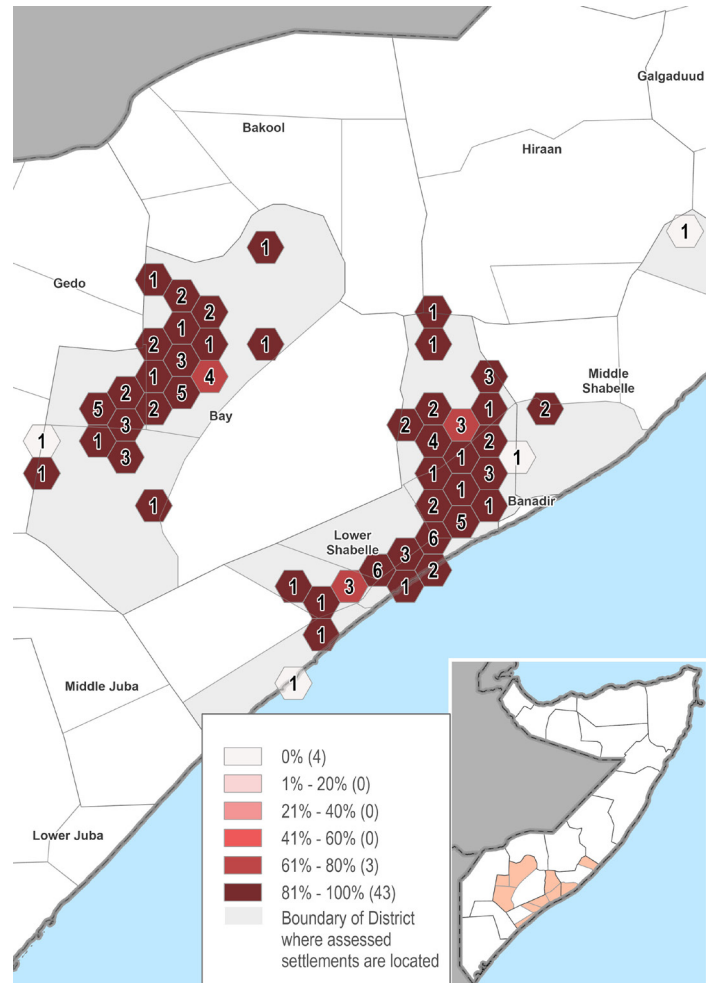 Galgaduud
Bakool
Hiraan
1
1
Gedo
1
2
2
1
1
2
1
1
1
3
Middle
Shabelle
3
1
4
2
5
5
2
3
Bay
2
1
2
2
3
4
2
1
1
3
1
1
1
1
3
1
1
2
1
Banadir
5
Lower
Shabelle
6
3
6
2
1
3
1
1
1
Middle Juba
1
Lower Juba
0% (4)
1% - 20% (0)
21% - 40% (0)
41% - 60% (0)
61% - 80% (3)
81% - 100% (43)
Boundary of District
where assessed
settlements are located